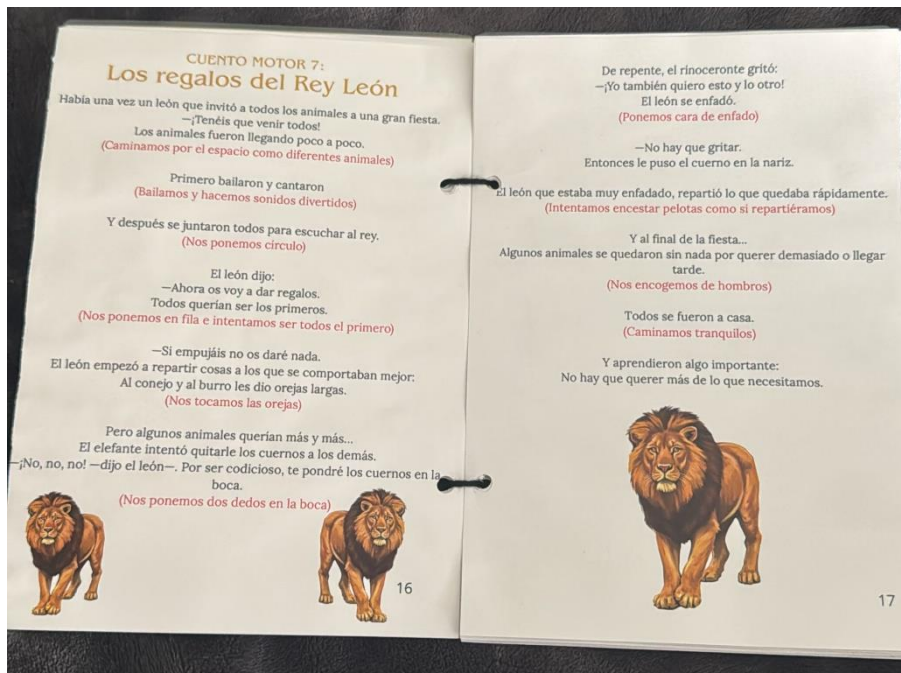 CUENTO MOTOR 7:
Los regalos del Rey León
Había una vez un león que invitó a todos los animales a una gran fiesta.
—¡Tenéis que venir todos!
Los animales fueron llegando poco a poco.
(Caminamos por el espacio como diferentes animales)
Primero bailaron y cantaron
(Bailamos y hacemos sonidos divertidos)
Y después se juntaron todos para escuchar al rey.
(Nos ponemos círculo)
El león dijo:
—Ahora os voy a dar regalos.
Todos querían ser los primeros.
(Nos ponemos en fila e intentamos ser todos el primero)
—Si empujáis no os daré nada.
El león empezó a repartir cosas a los que se comportaban mejor:
Al conejo y al burro les dio orejas largas.
(Nos tocamos las orejas)
Pero algunos animales querían más y más...
El elefante intentó quitarle los cuernos a los demás.
—¡No, no, no! —dijo el león—. Por ser codicioso, te pondré los cuernos en la
boca.
(Nos ponemos dos dedos en la boca)
16
De repente, el rinoceronte gritó:
—¡Yo también quiero esto y lo otro!
El león se enfadó.
(Ponemos cara de enfado)
—No hay que gritar.
Entonces le puso el cuerno en la nariz.
El león que estaba muy enfadado, repartió lo que quedaba rápidamente.
(Intentamos encestar pelotas como si repartiéramos)
Y al final de la fiesta...
Algunos animales se quedaron sin nada por querer demasiado o llegar
tarde.
(Nos encogemos de hombros)
Todos se fueron a casa.
(Caminamos tranquilos)
Y aprendieron algo importante:
No hay que querer más de lo que necesitamos.
17